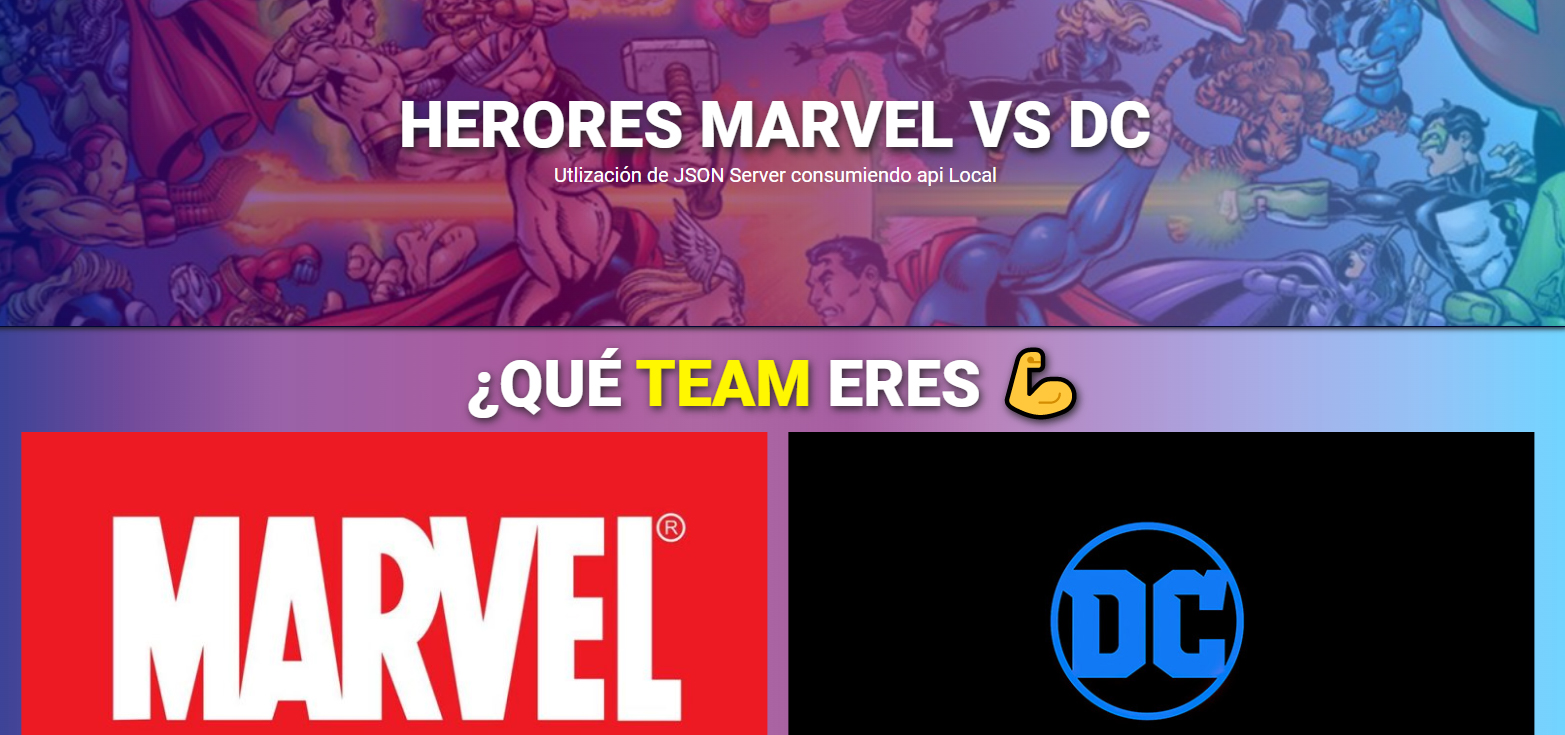 HERORES MARVEL VS DC
Utlización de JSON Server consumiendo api Local
¿QUÉ TEAM ERES 💪
MARVEL ®
DC